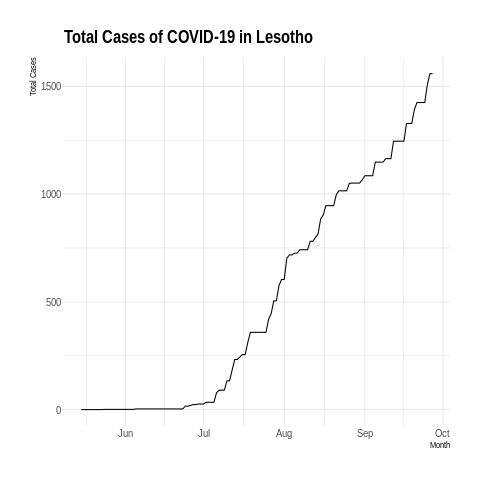 Total Cases of COVID-19 in Lesotho
Total Cases
1500
1000
500
0
Jun Jul Aug Sep Oct
Month